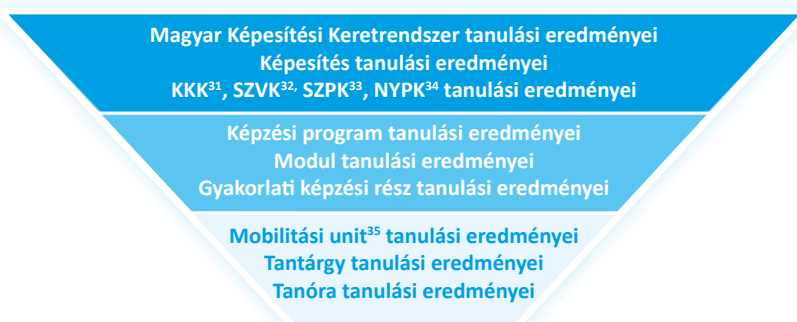 Magyar Képesítési Keretrendszer tanulási eredményei
Képesítés tanulási eredményei
KKK³¹, SZVK³², SZPK³³, NYPK³⁴ tanulási eredményei
Képzési program tanulási eredményei
Modul tanulási eredményei
Gyakorlati képzési rész tanulási eredményei
Mobilitási unit³⁵ tanulási eredményei
Tantárgy tanulási eredményei
Tanóra tanulási eredményei